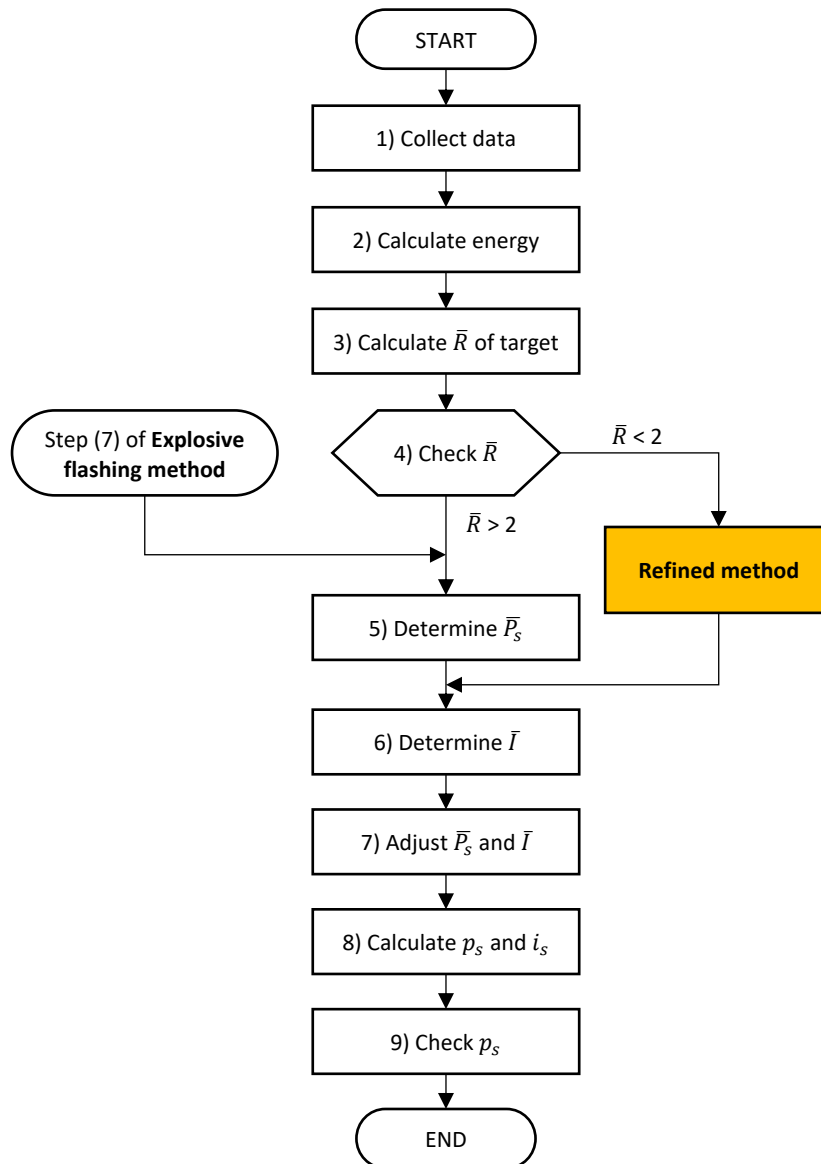 START
1) Collect data
2) Calculate energy
3) Calculate R̄ of target
Step (7) of Explosive
flashing method
4) Check R̄
R̄ < 2
R̄ > 2
Refined method
5) Determine P̄ₛ
6) Determine Ī
7) Adjust P̄ₛ and Ī
8) Calculate pₛ and iₛ
9) Check pₛ
END